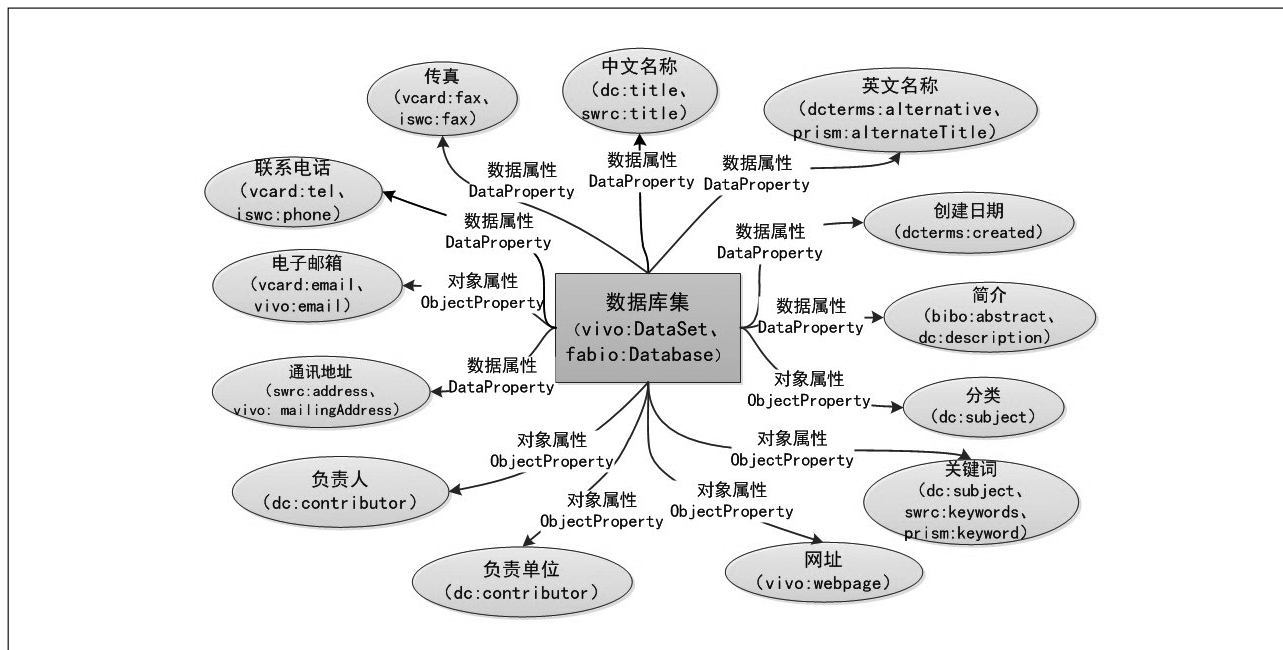 中文名称
（dc:title、
swrc:title）
传真
（vcard:fax、
iswc:fax）
英文名称
（dcterms:alternative、
prism:alternateTitle）
数据属性
DataProperty
数据属性
DataProperty
数据属性
DataProperty
联系电话
（vcard:tel、
iswc:phone）
数据属性
DataProperty
创建日期
（dcterms:created）
数据属性
DataProperty
电子邮箱
（vcard:email、
vivo:email）
对象属性
ObjectProperty
数据库集
（vivo:DataSet、
fabio:Database）
数据属性
DataProperty
简介
（bibo:abstract、
dc:description）
通讯地址
（swrc:address、
vivo: mailingAddress）
数据属性
DataProperty
对象属性
ObjectProperty
分类
（dc:subject）
负责人
（dc:contributor）
对象属性
ObjectProperty
对象属性
ObjectProperty
关键词
（dc:subject、
swrc:keywords、
prism:keyword）
对象属性
ObjectProperty
对象属性
ObjectProperty
负责单位
（dc:contributor）
网址
（vivo:webpage）